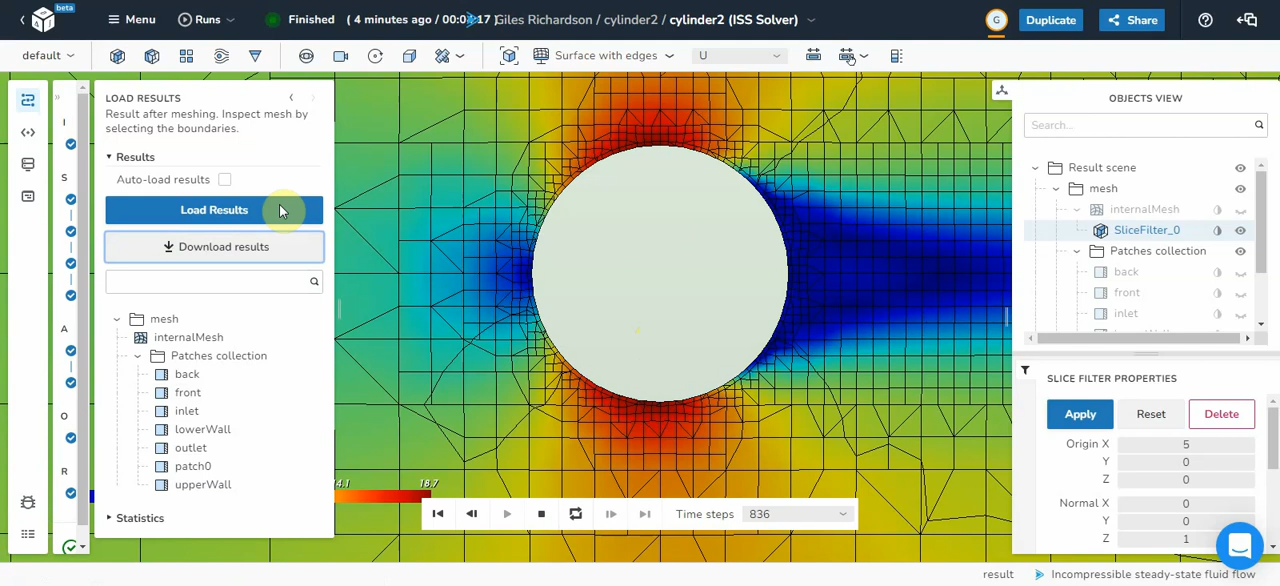 beta
Menu
Runs
Finished ( 4 minutes ago / 00:0 :17 )
Giles Richardson / cylinder2 / cylinder2 (ISS Solver)
G
Duplicate
Share
default
Surface with edges
U
LOAD RESULTS
Result after meshing. Inspect mesh by
selecting the boundaries.
Results
Auto-load results
Load Results
Download results
mesh
internalMesh
Patches collection
back
front
inlet
lowerWall
outlet
patch0
upperWall
Statistics
I
S
A
O
R
14.1 18.7
Time steps 836
OBJECTS VIEW
Search...
Result scene
mesh
internalMesh
SliceFilter_0
Patches collection
back
front
inlet
SLICE FILTER PROPERTIES
Apply Reset Delete
Origin X 5
Y 0
Z 0
Normal X 0
Y 0
Z 1
result Incompressible steady-state fluid flow